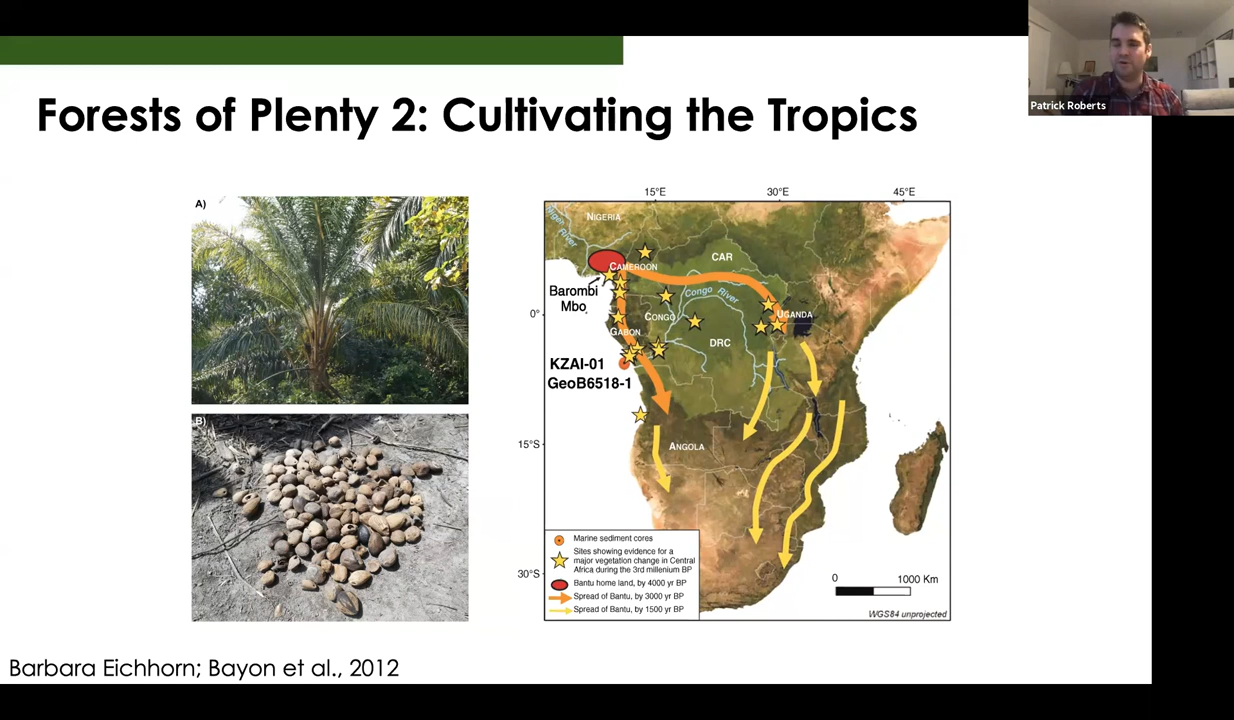 Patrick Roberts
Forests of Plenty 2: Cultivating the Tropics
A)
B)
15°E 30°E 45°E
0°
15°S
30°S
Niger River
NIGERIA
CAMEROON
CAR
Barombi
Mbo
Congo River
CONGO
GABON
UGANDA
DRC
KZAI-01
GeoB6518-1
ANGOLA
Marine sediment cores
Sites showing evidence for a
major vegetation change in Central
Africa during the 3rd millenium BP
Bantu home land, by 4000 yr BP
Spread of Bantu, by 3000 yr BP
Spread of Bantu, by 1500 yr BP
0 1000 Km
WGS84 unprojected
Barbara Eichhorn; Bayon et al., 2012